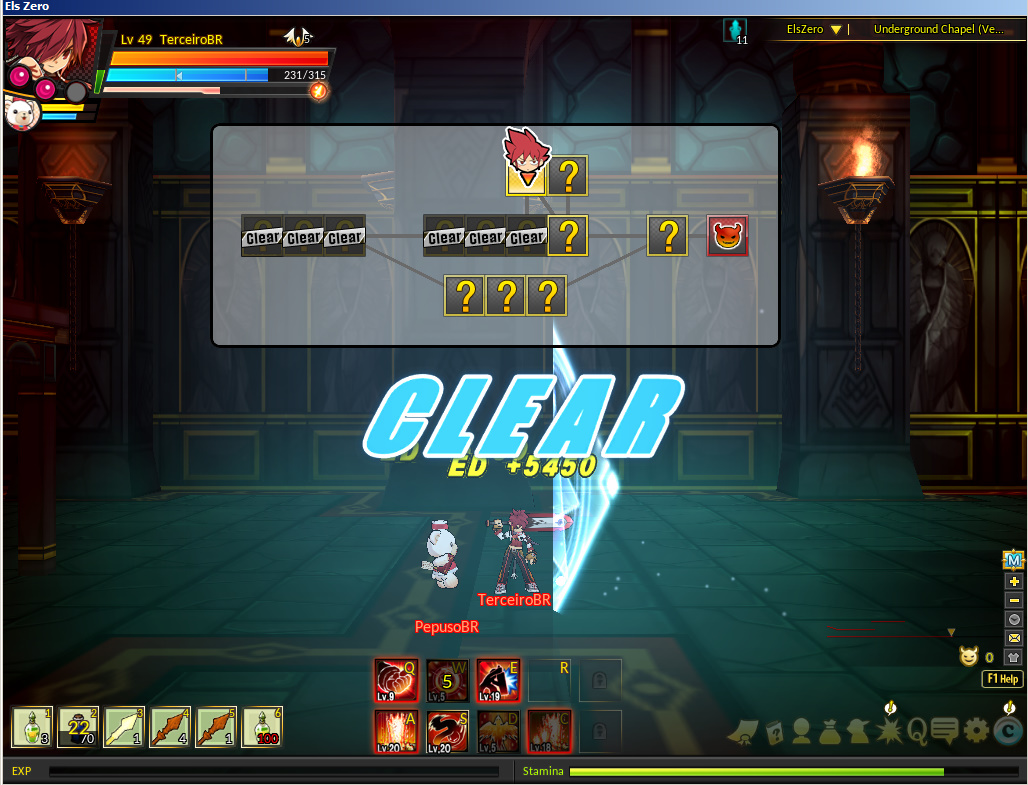 Els Zero
Lv 49 TerceiroBR
5
11
ElsZero
Underground Chapel (Ve...
231/315
?
Clear Clear Clear
Clear Clear Clear ?
?
? ? ?
CLEAR
ED +5450
TerceiroBR
PepusoBR
M
0
F1 Help
Q Lv.9
W 5 Lv.5
E Lv.19
R
A Lv.20
S Lv.20
D Lv.5
C Lv.18
1 3
2 22 70
3 1
4 4
5 1
6 100
EXP
Stamina